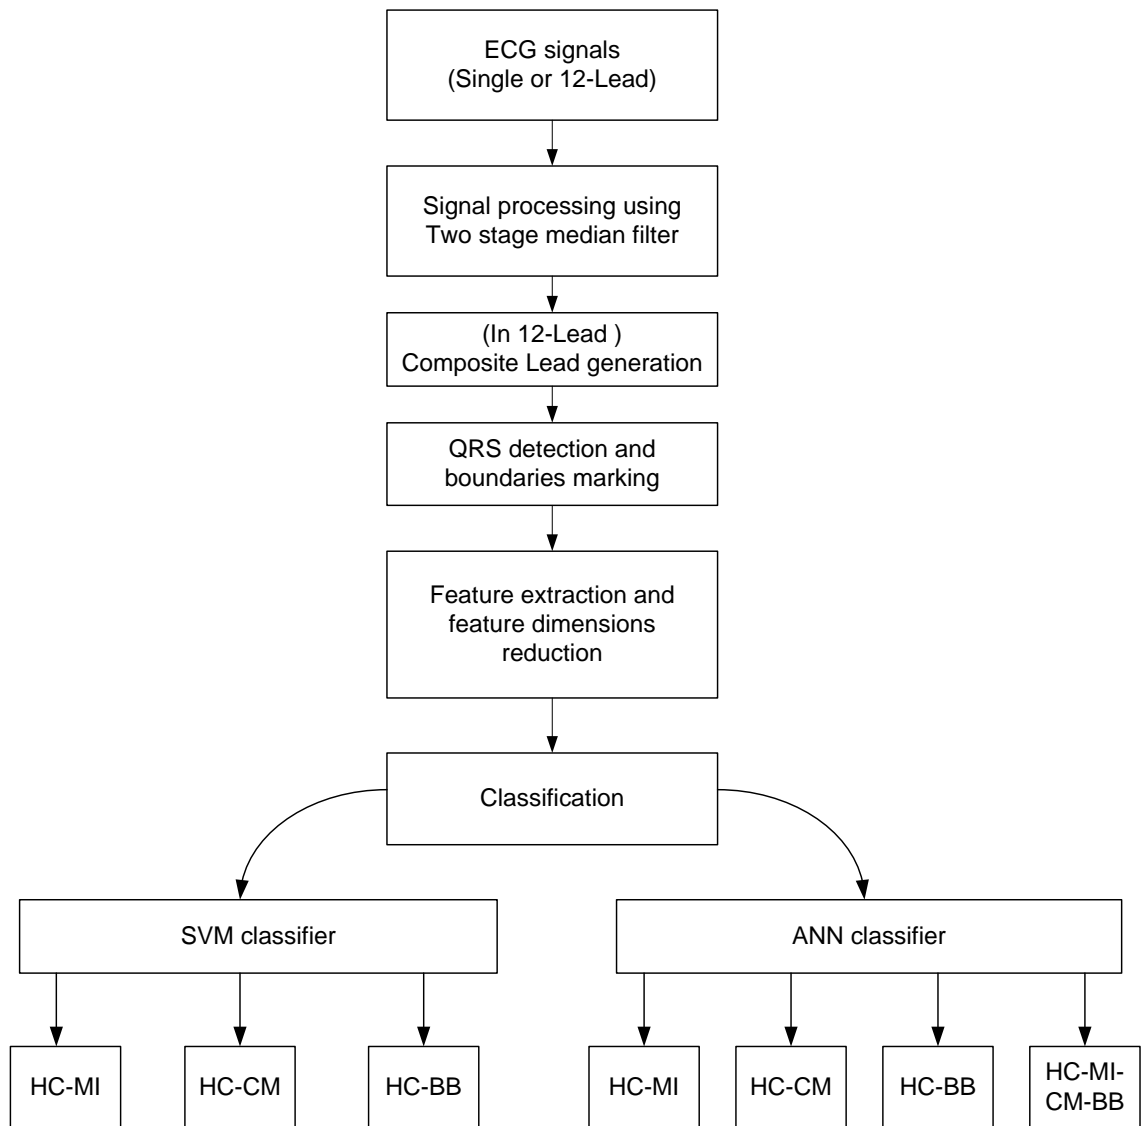 ECG signals
(Single or 12-Lead)
Signal processing using
Two stage median filter
(In 12-Lead )
Composite Lead generation
QRS detection and
boundaries marking
Feature extraction and
feature dimensions
reduction
Classification
SVM classifier
ANN classifier
HC-MI
HC-CM
HC-BB
HC-MI
HC-CM
HC-BB
HC-MI-
CM-BB